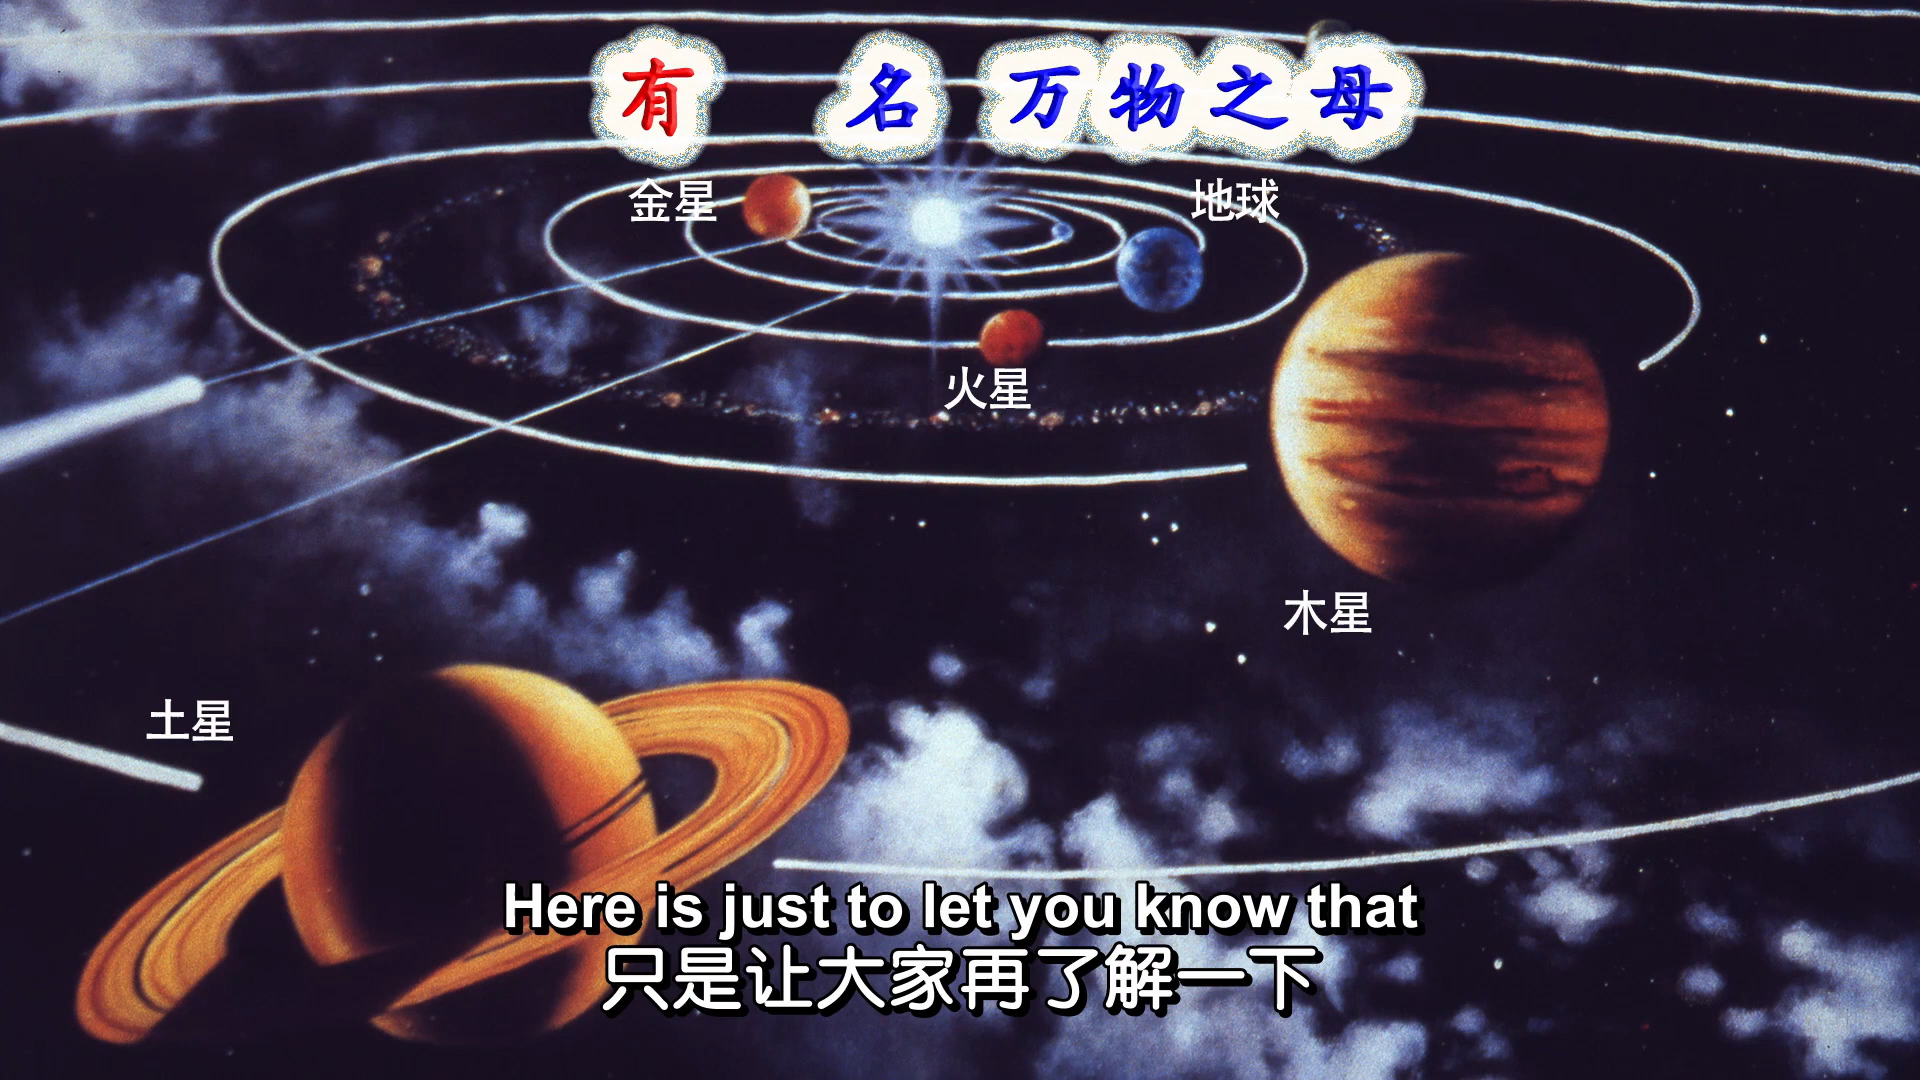 有 名万物之母
金星
地球
火星
木星
土星
Here is just to let you know that
只是让大家再了解一下